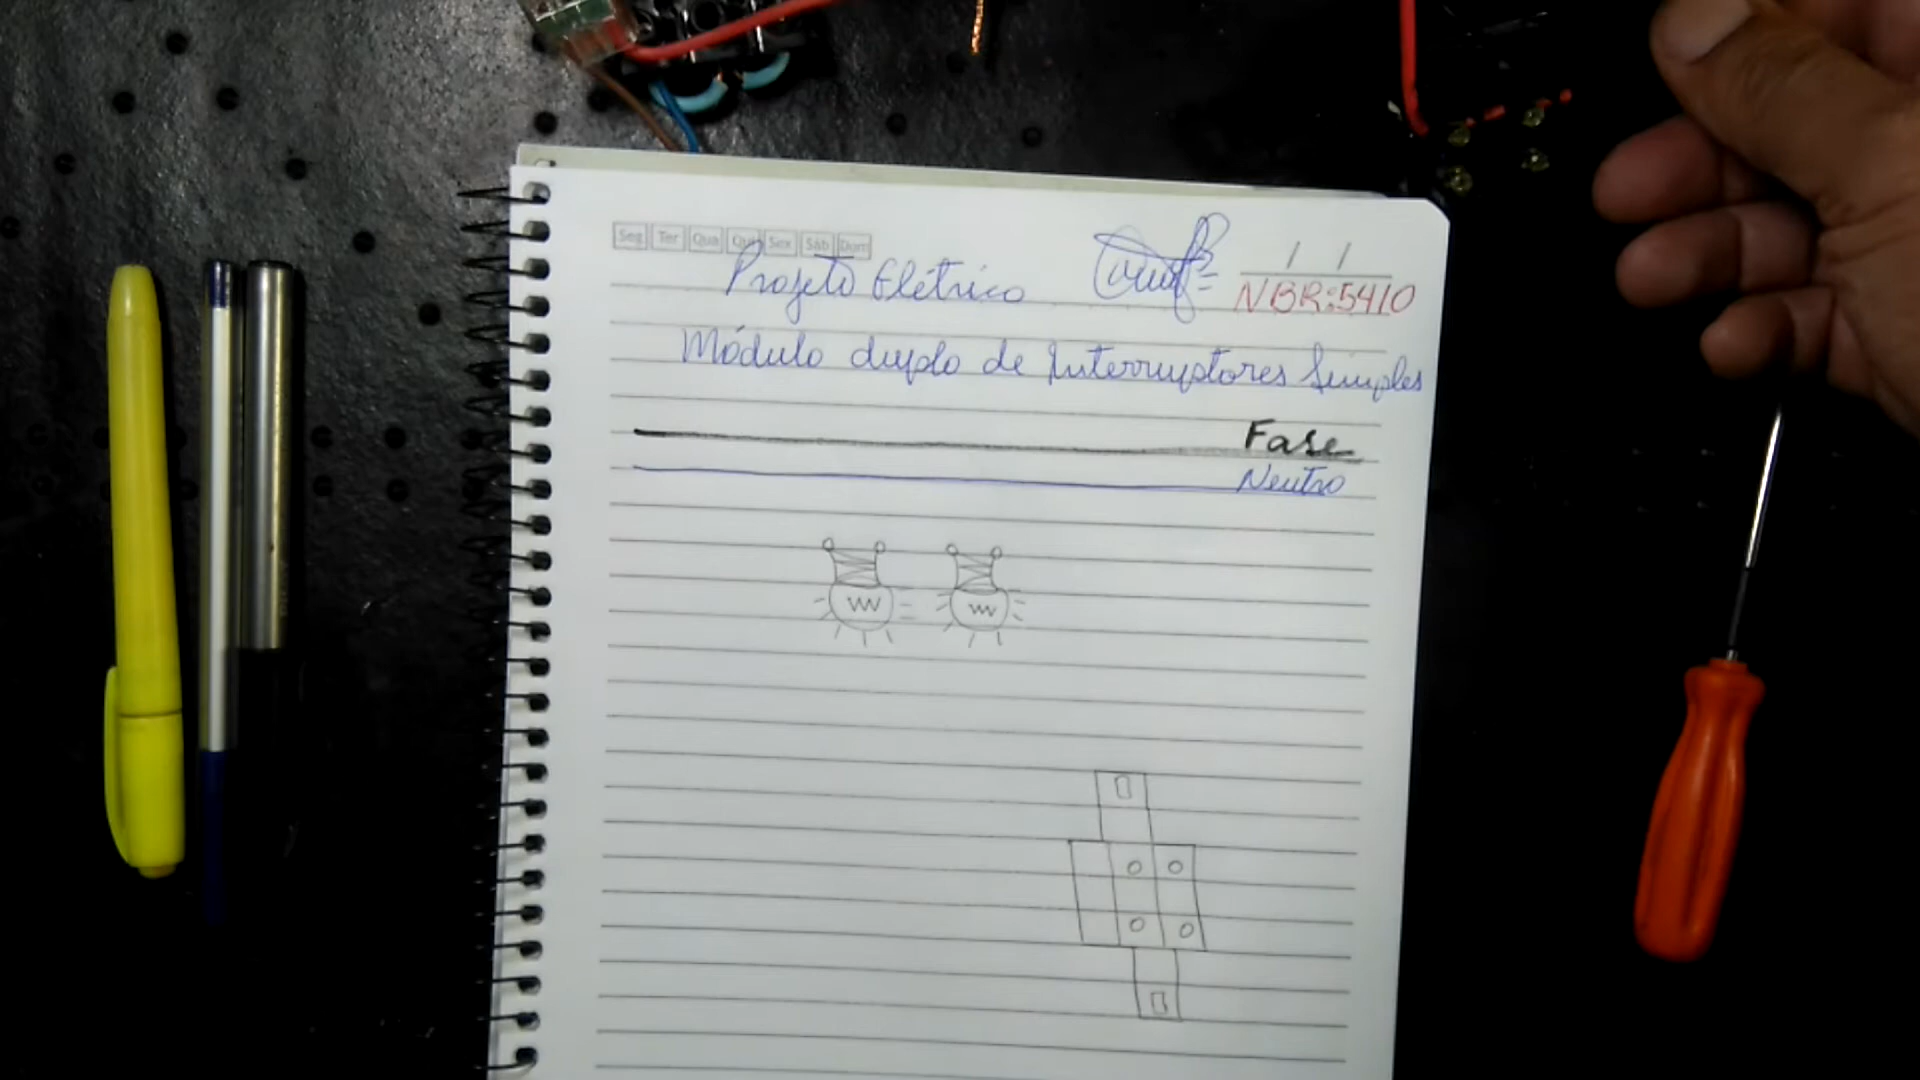 Seg Ter Qua Qui Sex Sáb Dom
Projeto Elétrico
/ /
NBR:5410
Módulo duplo de Interruptores Simples
Fase
Neutro